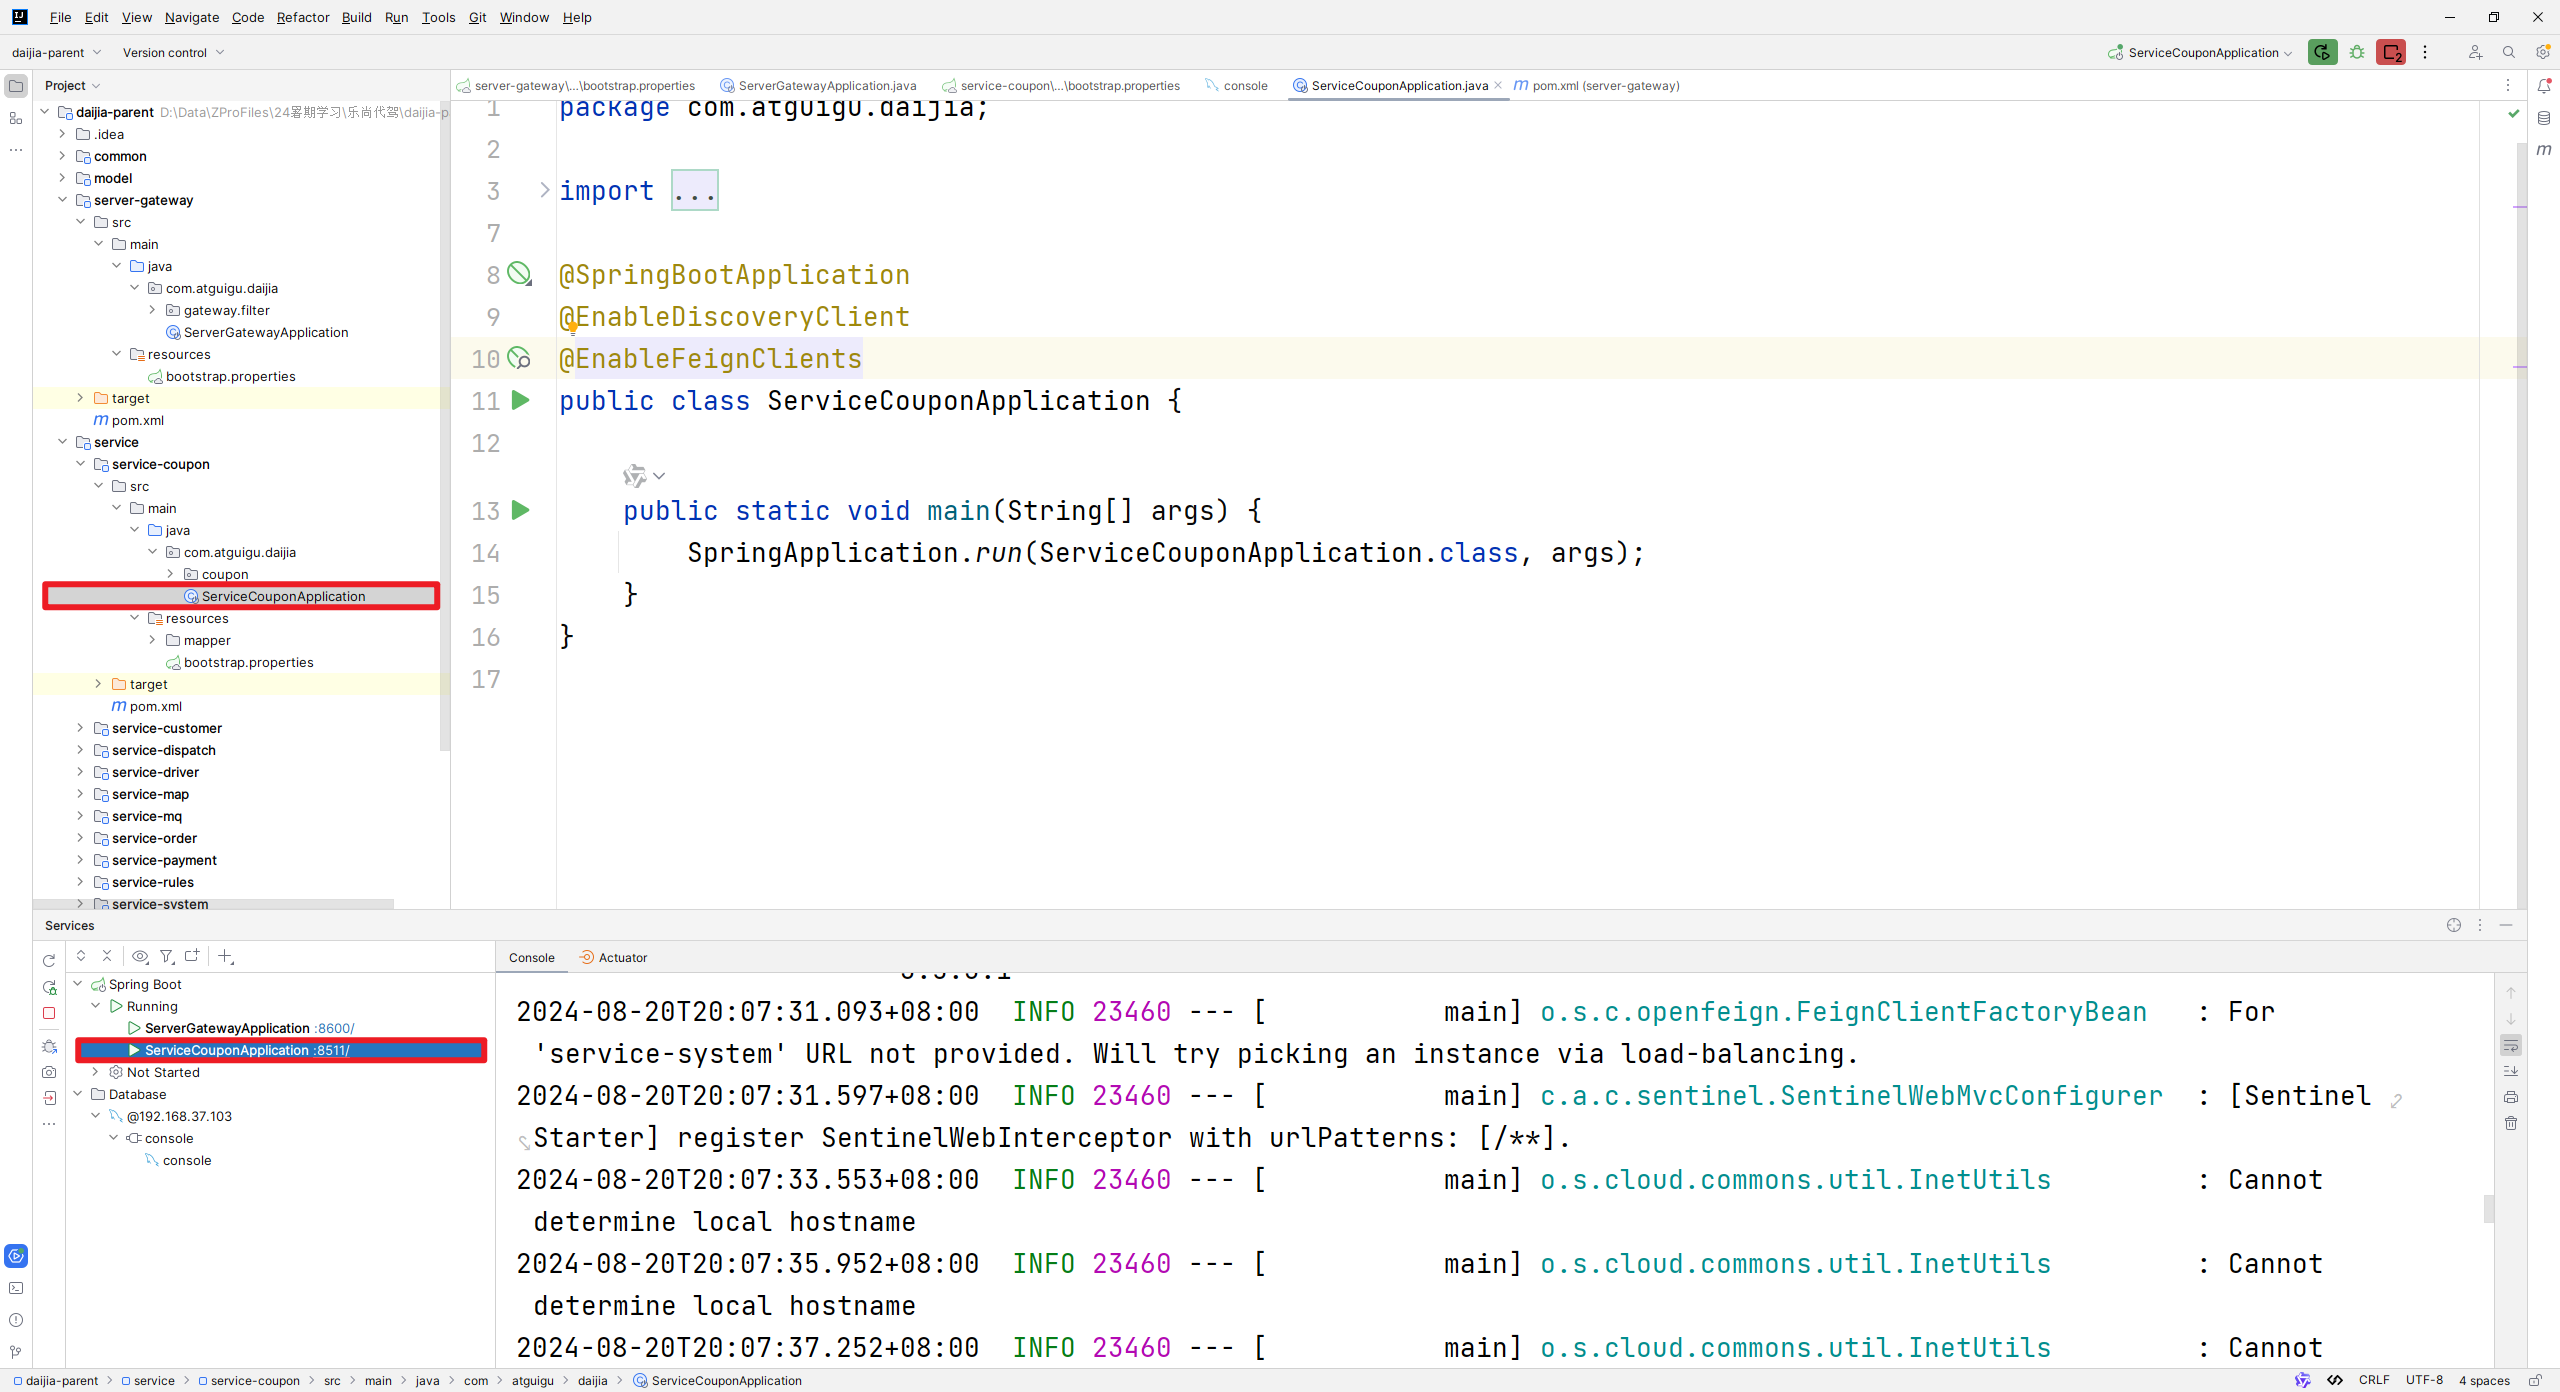 File Edit View Navigate Code Refactor Build Run Tools Git Window Help
daijia-parent Version control ServiceCouponApplication 2
Project
server-gateway\...\bootstrap.properties ServerGatewayApplication.java service-coupon\...\bootstrap.properties console ServiceCouponApplication.java pom.xml (server-gateway)
daijia-parent D:\Data\ZProFiles\24暑期学习\乐尚代驾\daijia-p
.idea
common
model
server-gateway
src
main
java
com.atguigu.daijia
gateway.filter
ServerGatewayApplication
resources
bootstrap.properties
target
m pom.xml
service
service-coupon
src
main
java
com.atguigu.daijia
coupon
ServiceCouponApplication
resources
mapper
bootstrap.properties
target
m pom.xml
service-customer
service-dispatch
service-driver
service-map
service-mq
service-order
service-payment
service-rules
service-system
1 package com.atguigu.daijia;
2
3 import ...
7
8 @SpringBootApplication
9 @EnableDiscoveryClient
10 @EnableFeignClients
11 public class ServiceCouponApplication {
12
13 public static void main(String[] args) {
14 SpringApplication.run(ServiceCouponApplication.class, args);
15 }
16 }
17
Services
Spring Boot
Running
ServerGatewayApplication :8600/
ServiceCouponApplication :8511/
Not Started
Database
@192.168.37.103
console
console
Console Actuator
2024-08-20T20:07:31.093+08:00 INFO 23460 --- [ main] o.s.c.openfeign.FeignClientFactoryBean : For
'service-system' URL not provided. Will try picking an instance via load-balancing.
2024-08-20T20:07:31.597+08:00 INFO 23460 --- [ main] c.a.c.sentinel.SentinelWebMvcConfigurer : [Sentinel
Starter] register SentinelWebInterceptor with urlPatterns: [/**].
2024-08-20T20:07:33.553+08:00 INFO 23460 --- [ main] o.s.cloud.commons.util.InetUtils : Cannot
determine local hostname
2024-08-20T20:07:35.952+08:00 INFO 23460 --- [ main] o.s.cloud.commons.util.InetUtils : Cannot
determine local hostname
2024-08-20T20:07:37.252+08:00 INFO 23460 --- [ main] o.s.cloud.commons.util.InetUtils : Cannot
daijia-parent > service > service-coupon > src > main > java > com > atguigu > daijia > ServiceCouponApplication CRLF UTF-8 4 spaces